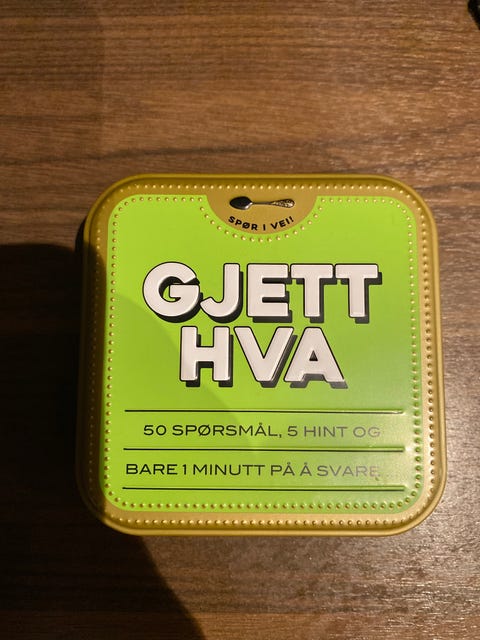 SPØR I VEI!
GJETT
HVA
50 SPØRSMÅL, 5 HINT OG
BARE 1 MINUTT PÅ Å SVARE